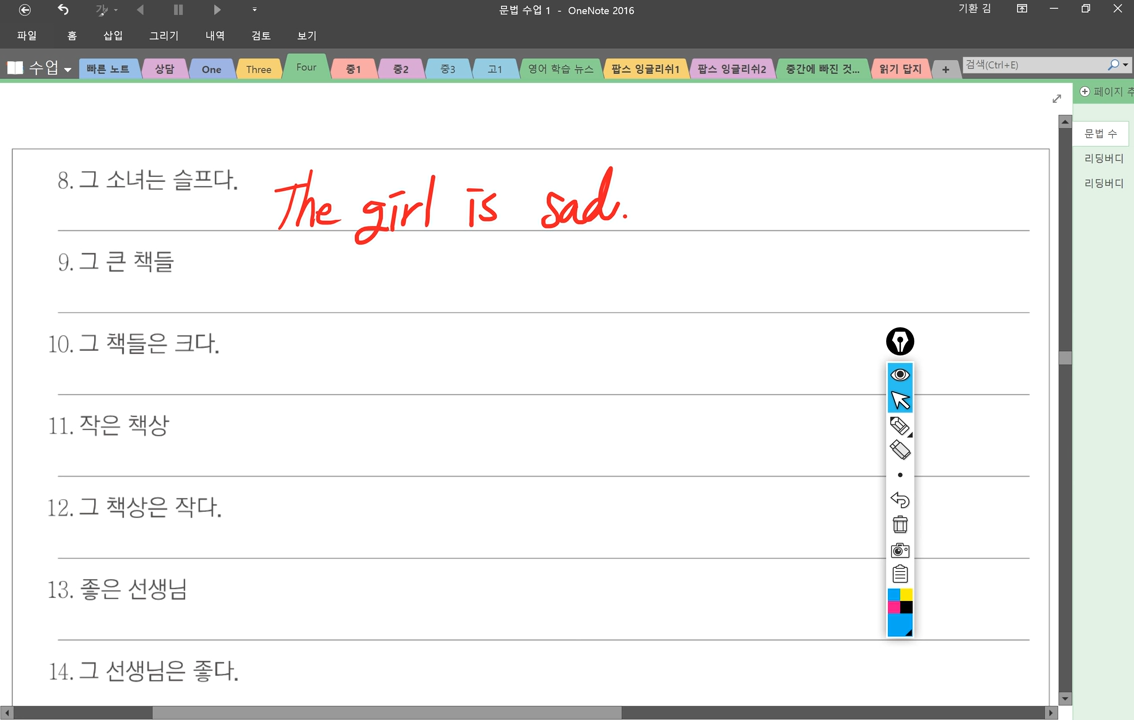 문법 수업 1 - OneNote 2016
기환 김
파일 홈 삽입 그리기 내역 검토 보기
수업 빠른 노트 상담 One Three Four 중1 중2 중3 고1 영어 학습 뉴스 팝스 잉글리쉬1 팝스 잉글리쉬2 중간에 빠진 것... 읽기 답지 + 검색(Ctrl+E)
페이지 추
문법 수
리딩버디
리딩버디
8. 그 소녀는 슬프다. The girl is sad.
9. 그 큰 책들
10. 그 책들은 크다.
11. 작은 책상
12. 그 책상은 작다.
13. 좋은 선생님
14. 그 선생님은 좋다.